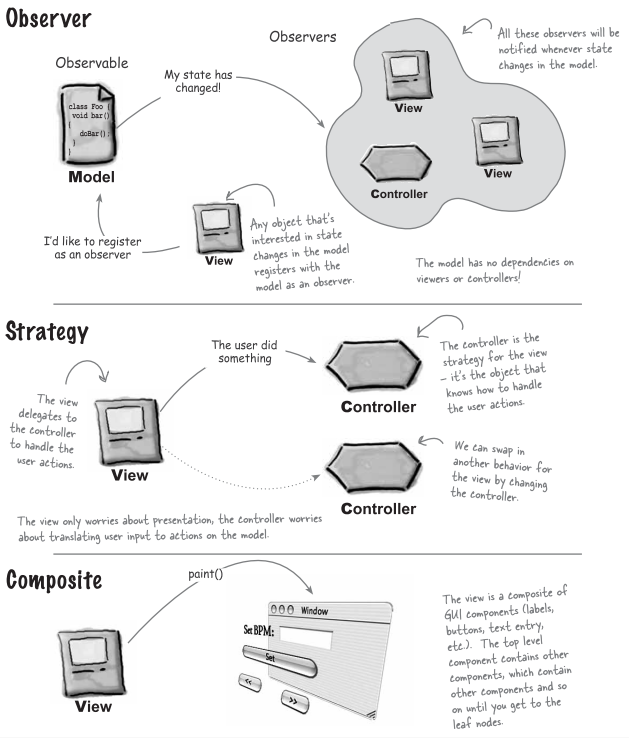 Observer
Observers
All these observers will be
notified whenever state
changes in the model.
Observable
My state has
changed!
class Foo {
void bar()
{
doBar();
}
}
Model
View
View
Controller
I'd like to register
as an observer
View
Any object that's
interested in state
changes in the model
registers with the
model as an observer.
The model has no dependencies on
viewers or controllers!
Strategy
The user did
something
The controller is the
strategy for the view
– it's the object that
knows how to handle
the user actions.
Controller
The view
delegates to
the controller
to handle the
user actions.
View
We can swap in
another behavior for
the view by changing
the controller.
Controller
The view only worries about presentation, the controller worries
about translating user input to actions on the model.
Composite
paint()
Window
Set BPM:
Set
<<
>>
View
The view is a composite of
GUI components (labels,
buttons, text entry,
etc.). The top level
component contains other
components, which contain
other components and so
on until you get to the
leaf nodes.